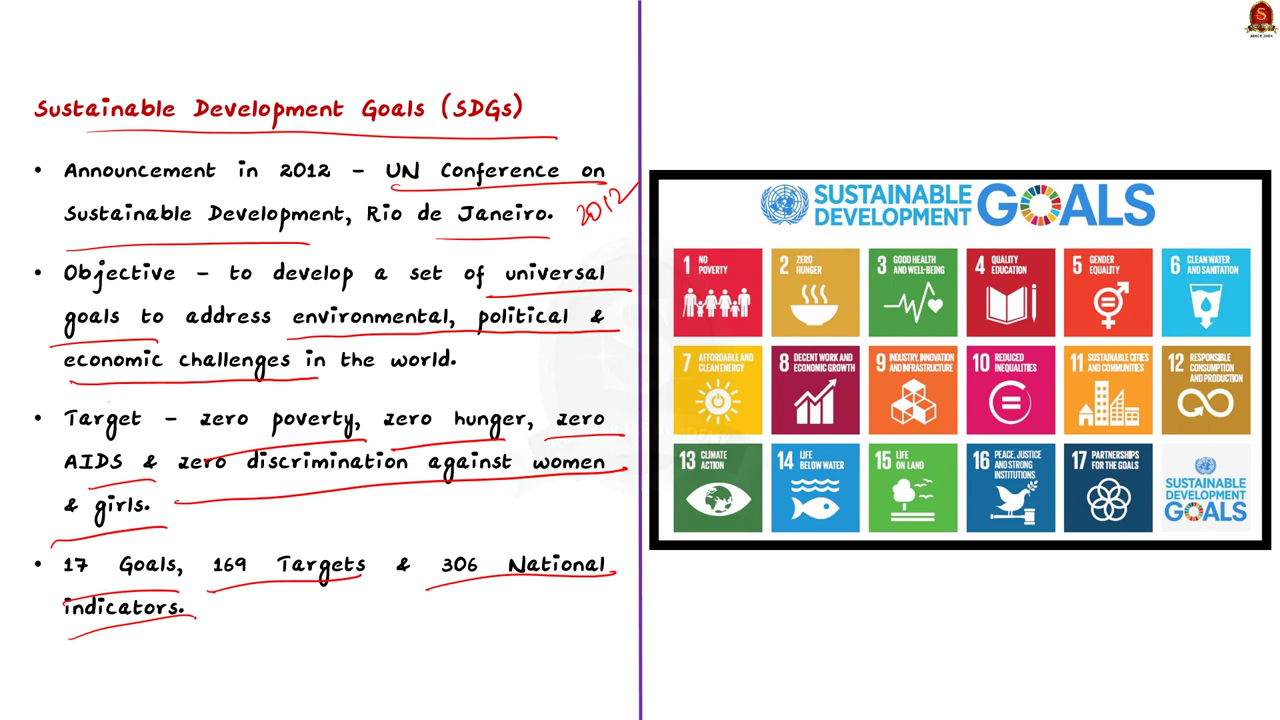 Sustainable Development Goals (SDGs)
• Announcement in 2012 – UN Conference on
Sustainable Development, Rio de Janeiro.
2012
• Objective – to develop a set of universal
goals to address environmental, political &
economic challenges in the world.
• Target – zero poverty, zero hunger, zero
AIDS & zero discrimination against women
& girls.
• 17 Goals, 169 Targets & 306 National
indicators.
S
SINCE 2004
SUSTAINABLE
DEVELOPMENT
GOALS
1 NO
POVERTY
2 ZERO
HUNGER
3 GOOD HEALTH
AND WELL-BEING
4 QUALITY
EDUCATION
5 GENDER
EQUALITY
6 CLEAN WATER
AND SANITATION
7 AFFORDABLE AND
CLEAN ENERGY
8 DECENT WORK AND
ECONOMIC GROWTH
9 INDUSTRY, INNOVATION
AND INFRASTRUCTURE
10 REDUCED
INEQUALITIES
11 SUSTAINABLE CITIES
AND COMMUNITIES
12 RESPONSIBLE
CONSUMPTION
AND PRODUCTION
13 CLIMATE
ACTION
14 LIFE
BELOW WATER
15 LIFE
ON LAND
16 PEACE, JUSTICE
AND STRONG
INSTITUTIONS
17 PARTNERSHIPS
FOR THE GOALS
SUSTAINABLE
DEVELOPMENT
GOALS